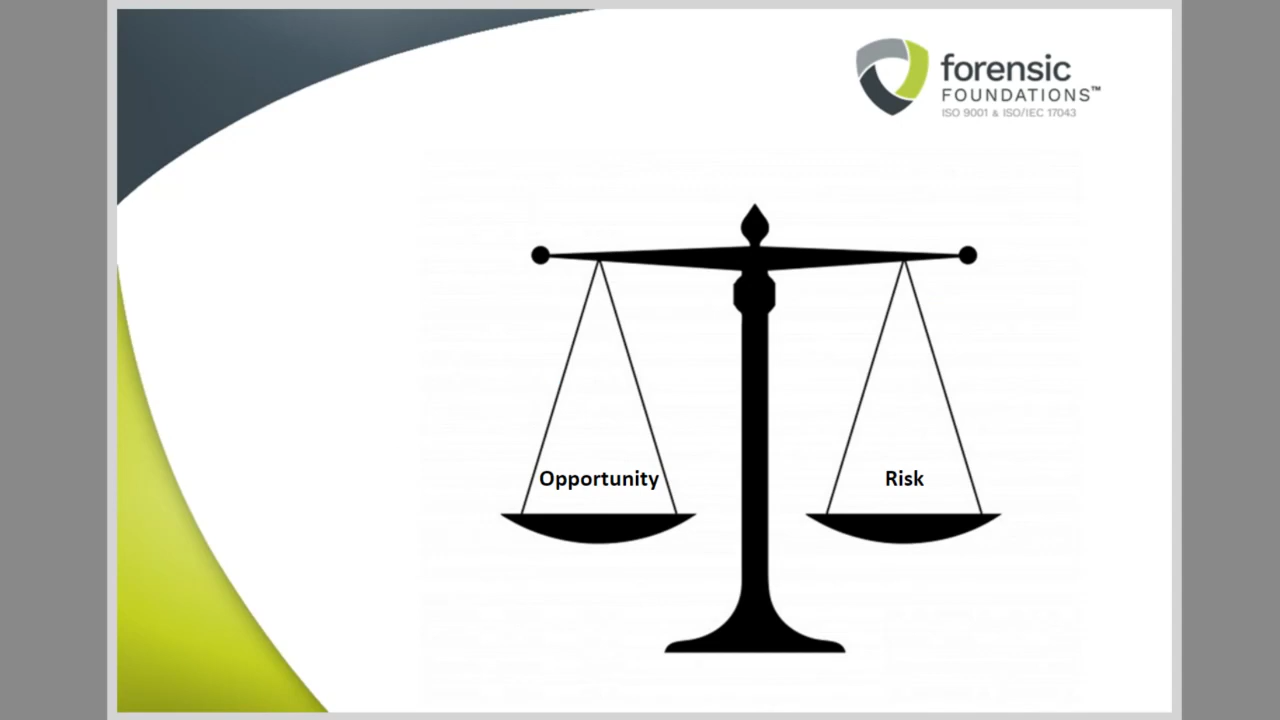 forensic
FOUNDATIONS™
ISO 9001 & ISO/IEC 17043
Opportunity
Risk